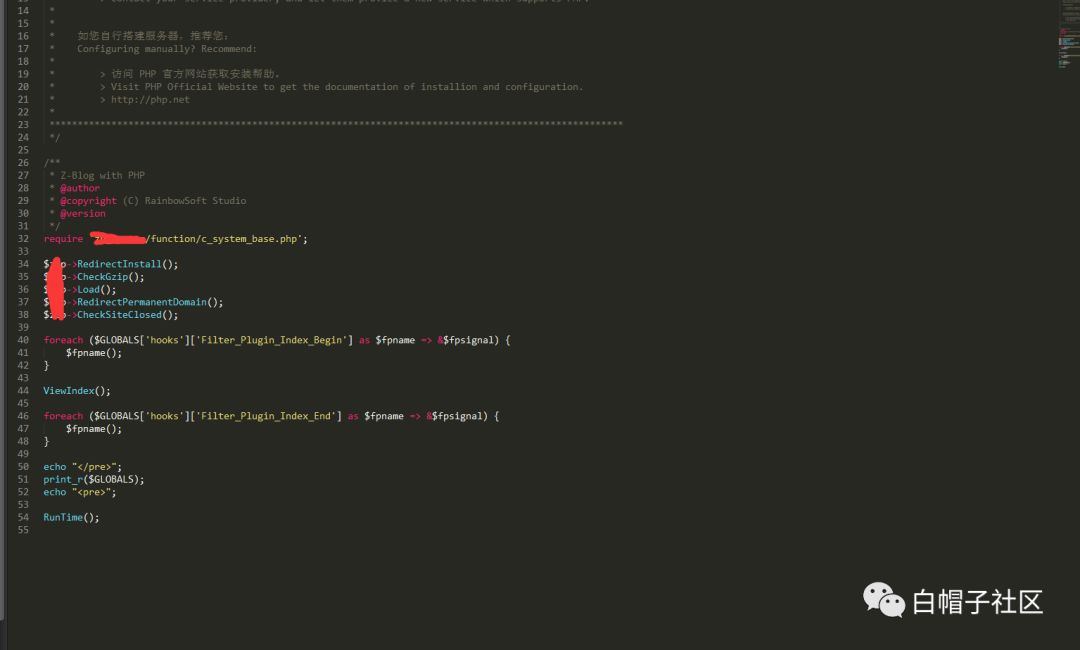 14 *
15 *
16 * 如您自行搭建服务器，推荐您：
17 * Configuring manually? Recommend:
18 *
19 * > 访问 PHP 官方网站获取安装帮助。
20 * > Visit PHP Official Website to get the documentation of installion and configuration.
21 * > http://php.net
22 *
23 ******************************************************************************************************
24 */
25
26 /**
27 * Z-Blog with PHP
28 * @author
29 * @copyright (C) RainbowSoft Studio
30 * @version
31 */
32 require '/function/c_system_base.php';
33
34 $p->RedirectInstall();
35 $p->CheckGzip();
36 $p->Load();
37 $p->RedirectPermanentDomain();
38 $p->CheckSiteClosed();
39
40 foreach ($GLOBALS['hooks']['Filter_Plugin_Index_Begin'] as $fpname => &$fpsignal) {
41 $fpname();
42 }
43
44 ViewIndex();
45
46 foreach ($GLOBALS['hooks']['Filter_Plugin_Index_End'] as $fpname => &$fpsignal) {
47 $fpname();
48 }
49
50 echo "</pre>";
51 print_r($GLOBALS);
52 echo "<pre>";
53
54 RunTime();
55
白帽子社区